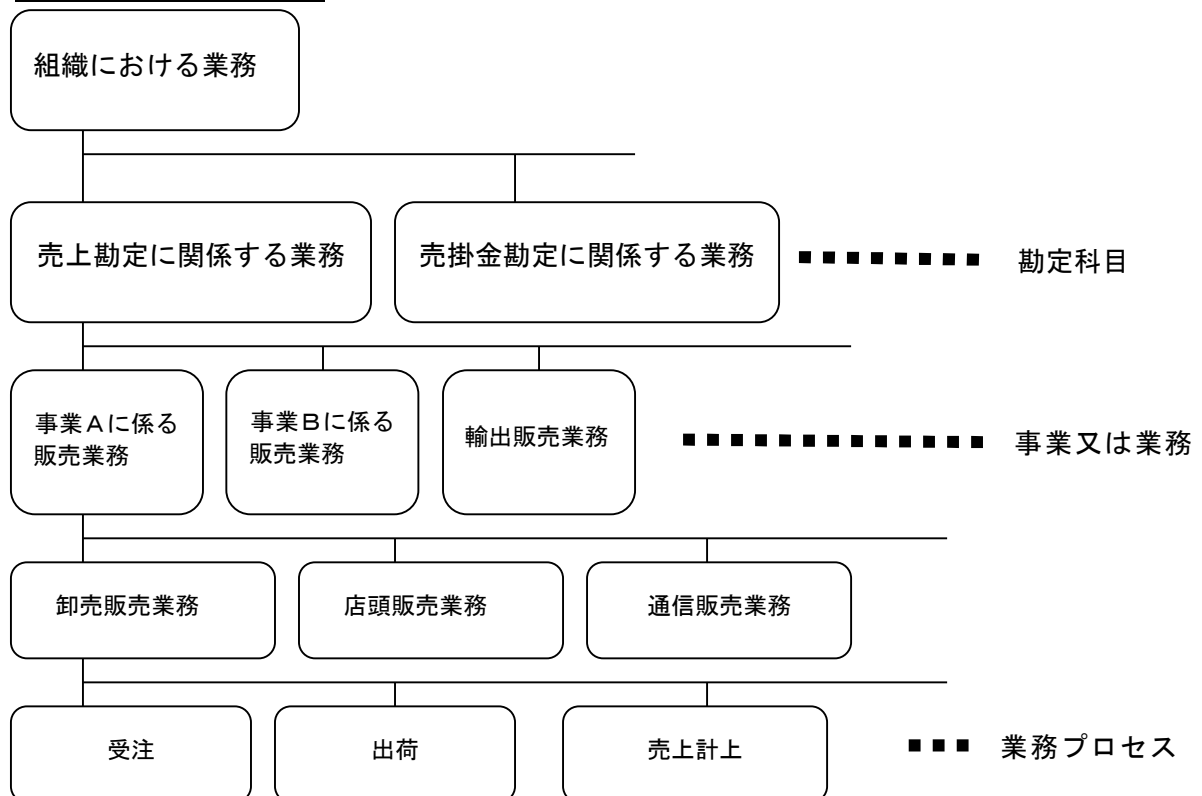 組織における業務
売上勘定に関係する業務
売掛金勘定に関係する業務
勘定科目
事業Aに係る
販売業務
事業Bに係る
販売業務
輸出販売業務
事業又は業務
卸売販売業務
店頭販売業務
通信販売業務
受注
出荷
売上計上
業務プロセス